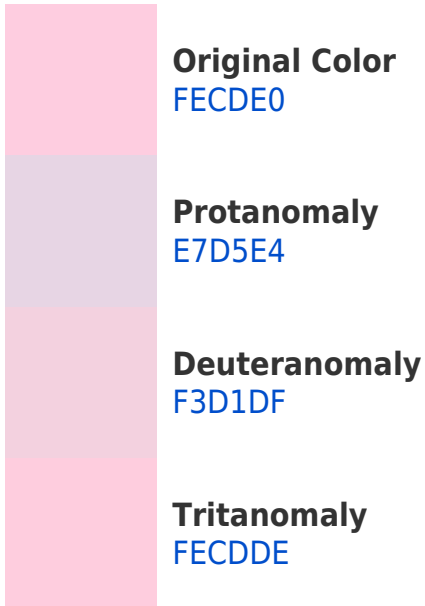 Original Color
FECDE0
Protanomaly
E7D5E4
Deuteranomaly
F3D1DF
Tritanomaly
FECDDE